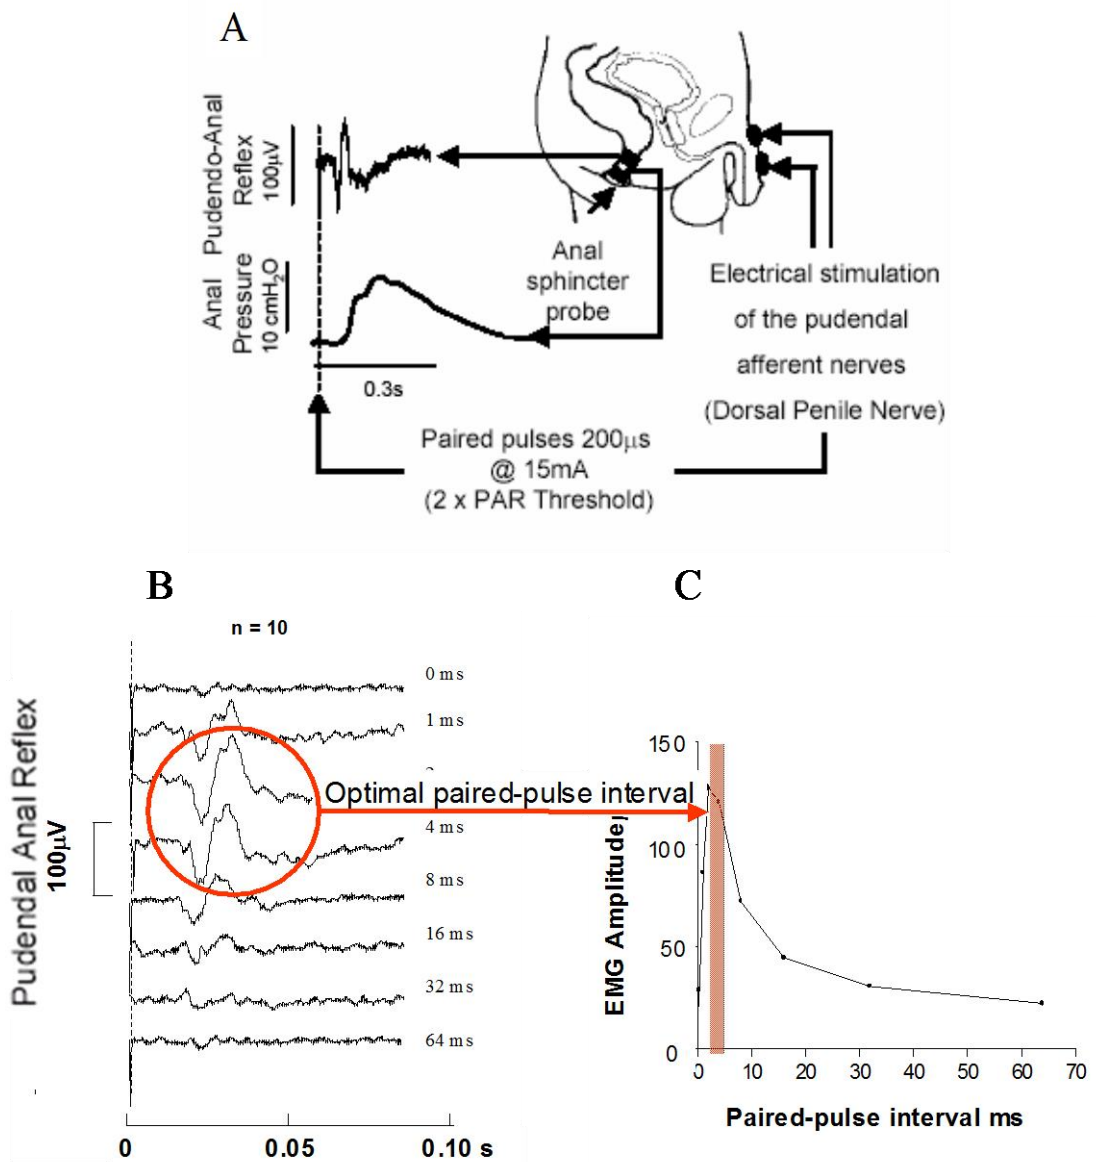 A
Pudendo-Anal
Reflex
100μV
Anal
Pressure
10 cmH₂O
0.3s
Anal
sphincter
probe
Electrical stimulation
of the pudendal
afferent nerves
(Dorsal Penile Nerve)
Paired pulses 200μs
@ 15mA
(2 x PAR Threshold)
B
n = 10
Pudendal Anal Reflex
100μV
0 ms
1 ms
4 ms
8 ms
16 ms
32 ms
64 ms
0
0.05
0.10 s
Optimal paired-pulse interval
C
EMG Amplitude
150
100
50
0
0
10
20
30
40
50
60
70
Paired-pulse interval ms